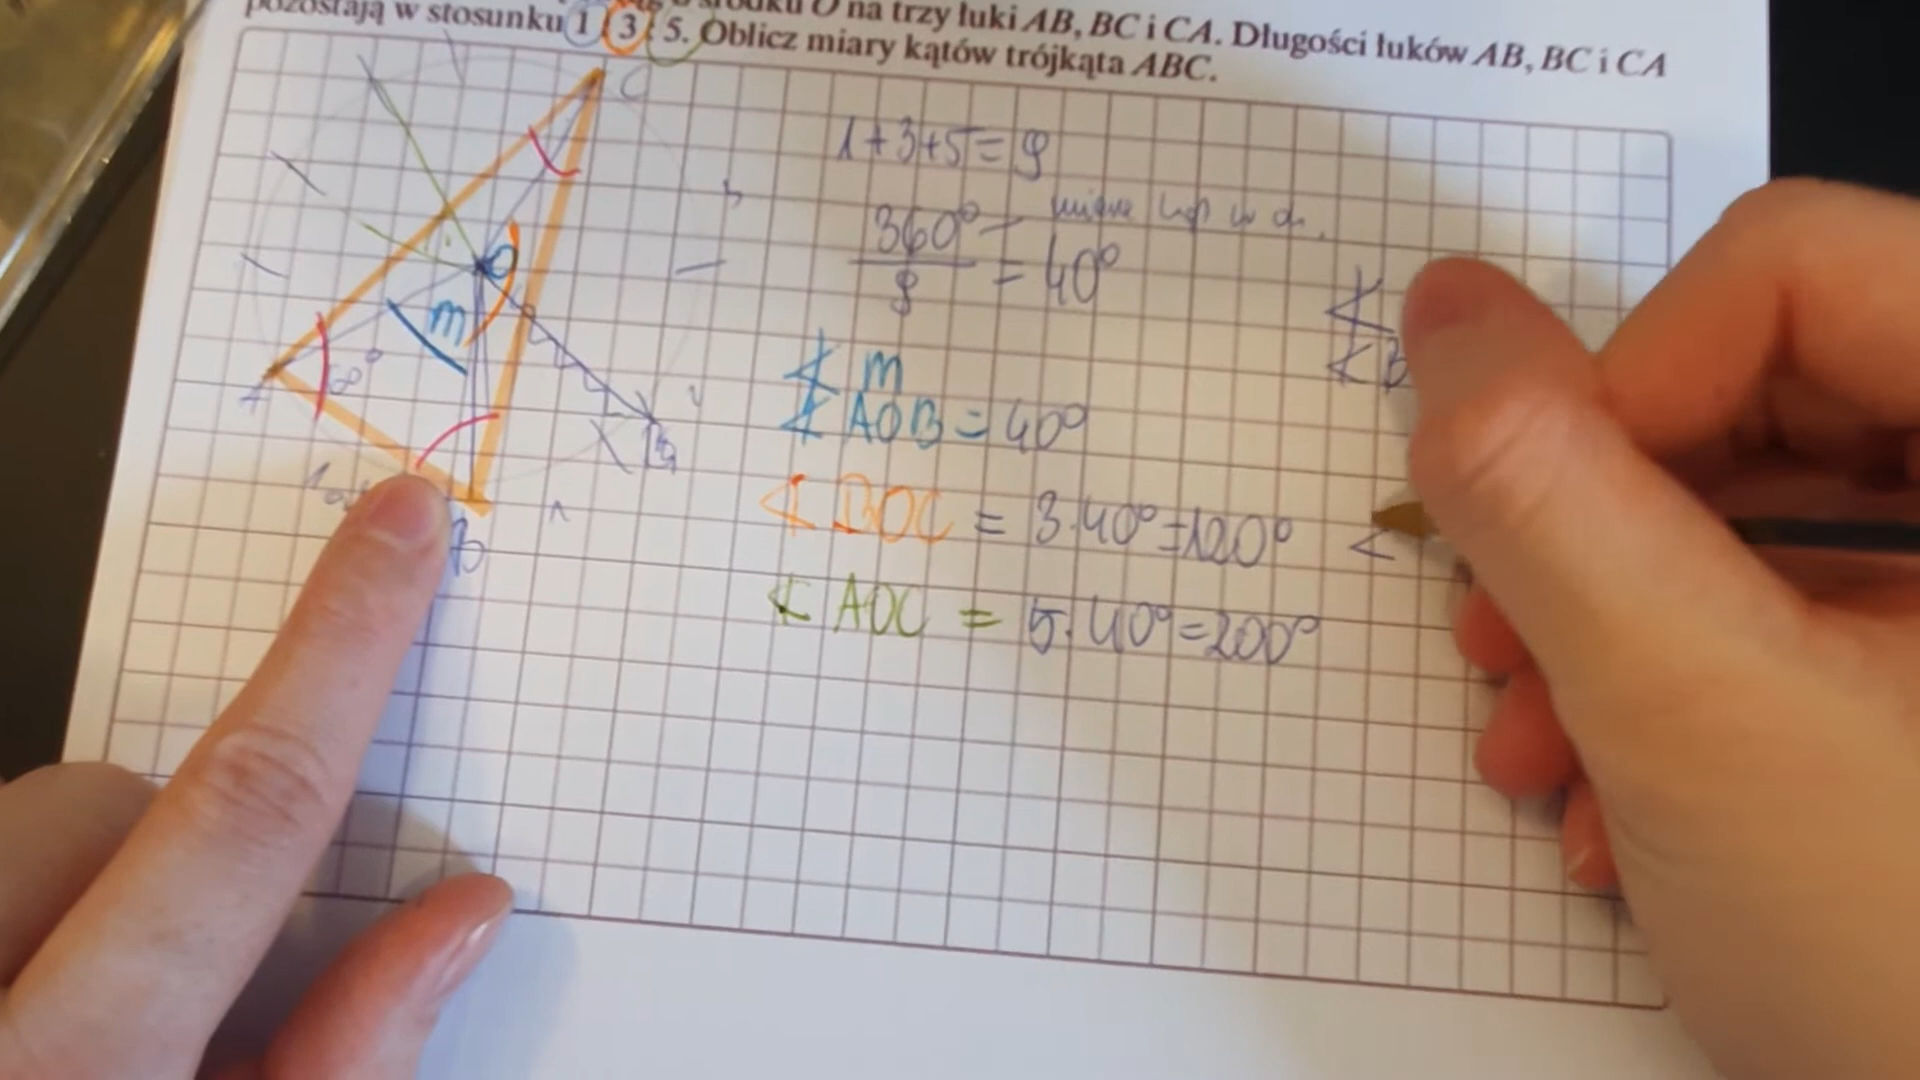 pozostają w stosunku 1 : 3 : 5. Oblicz miary kątów trójkąta ABC.
O na trzy łuki AB, BC i CA. Długości łuków AB, BC i CA
C
1+3+5=9
360°
9
= 40°
O
m
60°
A
B
∢ m
∢ AOB = 40°
∢ BOC = 3·40°=120°
∢ AOC = 5·40°=200°
∢
∢ B
<